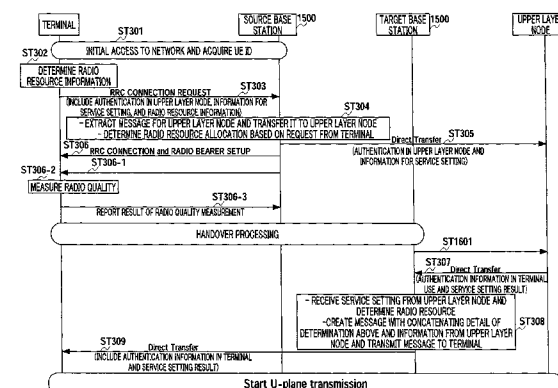 TERMINAL
SOURCE BASE STATION
1500
TARGET BASE STATION
1500
UPPER LAYE
NODE
ST301
INITIAL ACCESS TO NETWORK AND ACQUIRE UE ID
ST302
DETERMINE RADIO
RESOURCE INFORMATION
ST303
RRC CONNECTION REQUEST
(INCLUDE AUTHENTICATION IN UPPER LAYER NODE, INFORMATION FOR
SERVICE SETTING, AND RADIO RESOURCE INFORMATION)
ST304
- EXTRACT MESSAGE FOR UPPER LAYER NODE AND TRANSFER IT TO UPPER LAYER NODE
- DETERMINE RADIO RESOURCE ALLOCATION BASED ON REQUEST FROM TERMINAL
ST305
Direct Transfer
(AUTHENTICATION IN UPPER LAYER NODE AND
INFORMATION FOR SERVICE SETTING)
ST306
RRC CONNECTION and RADIO BEARER SETUP
ST306-1
ST306-2
MEASURE RADIO QUALITY
ST306-3
REPORT RESULT OF RADIO QUALITY MEASUREMENT
HANDOVER PROCESSING
ST1601
ST307
Direct Transfer
(AUTHENTICATION INFORMATION IN TERMINAL
USE AND SERVICE SETTING RESULT)
- RECEIVE SERVICE SETTING FROM UPPER LAYER NODE AND
DETERMINE RADIO RESOURCE
-CREATE MESSAGE WITH CONCATENATING DETAIL OF
DETERMINATION ABOVE AND INFORMATION FROM UPPER LAYER
NODE AND TRANSMIT MESSAGE TO TERMINAL
ST308
ST309
Direct Transfer
(INCLUDE AUTHENTICATION INFORMATION IN TERMINAL
AND SERVICE SETTING RESULT)
Start U-plane transmission